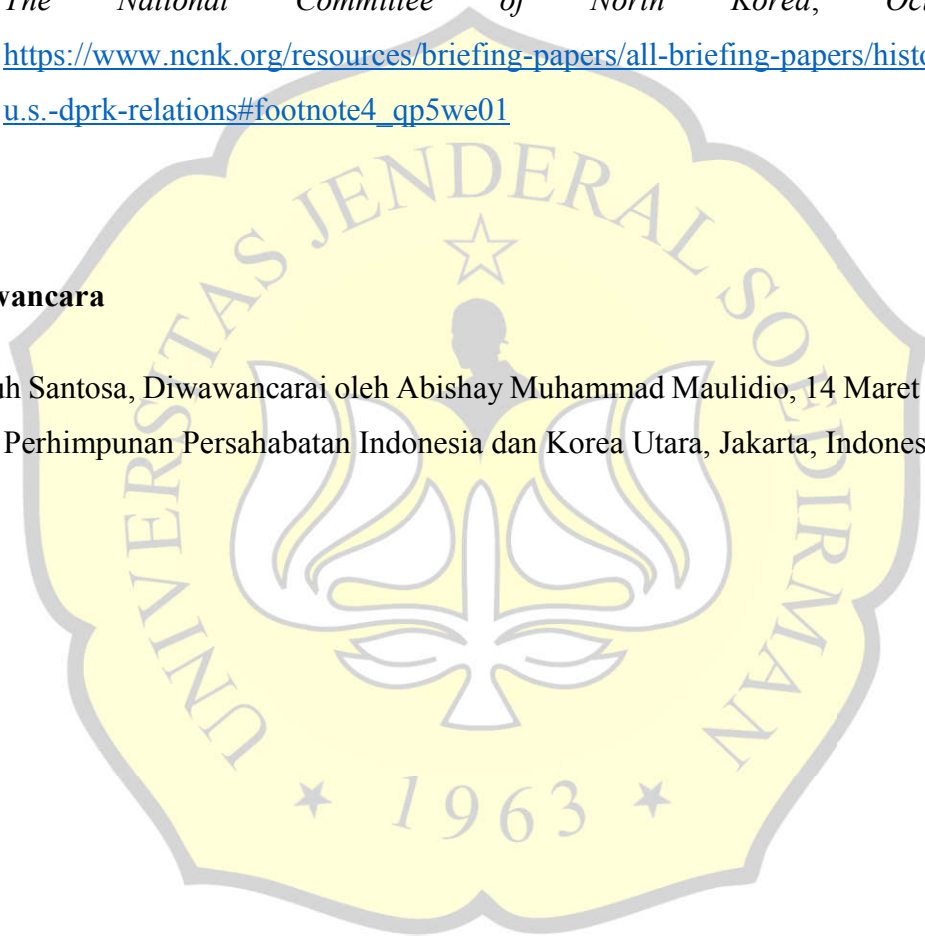 The National Committee of North Korea, Oc
https://www.ncnk.org/resources/briefing-papers/all-briefing-papers/histo
u.s.-dprk-relations#footnote4_qp5we01
wancara
uh Santosa, Diwawancarai oleh Abishay Muhammad Maulidio, 14 Maret
Perhimpunan Persahabatan Indonesia dan Korea Utara, Jakarta, Indones
UNIVERSITAS JENDERAL SOEDIRMAN
1963